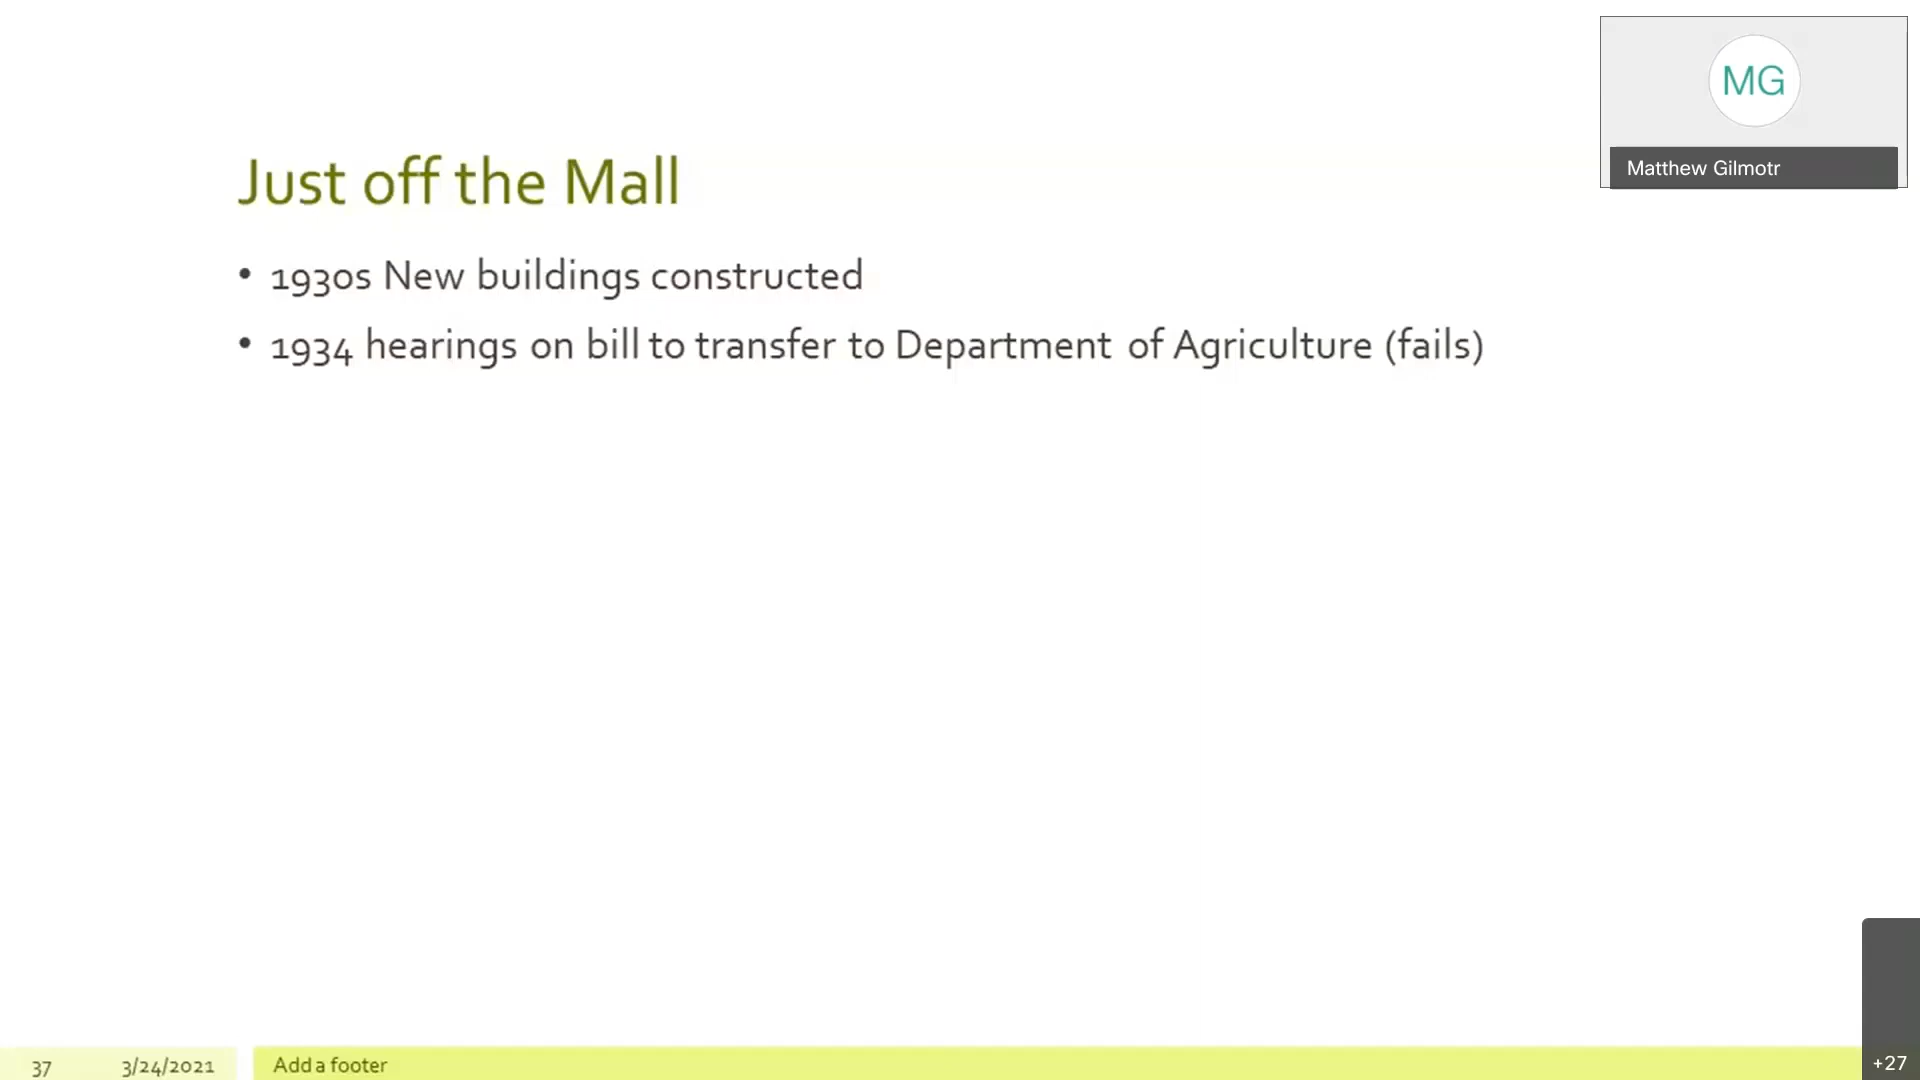 MG
Matthew Gilmotr
Just off the Mall
• 1930s New buildings constructed
• 1934 hearings on bill to transfer to Department of Agriculture (fails)
37 3/24/2021 Add a footer
+27